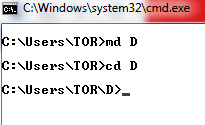 C:\Windows\system32\cmd.exe
C:\Users\TOR>md D
C:\Users\TOR>cd D
C:\Users\TOR\D>_